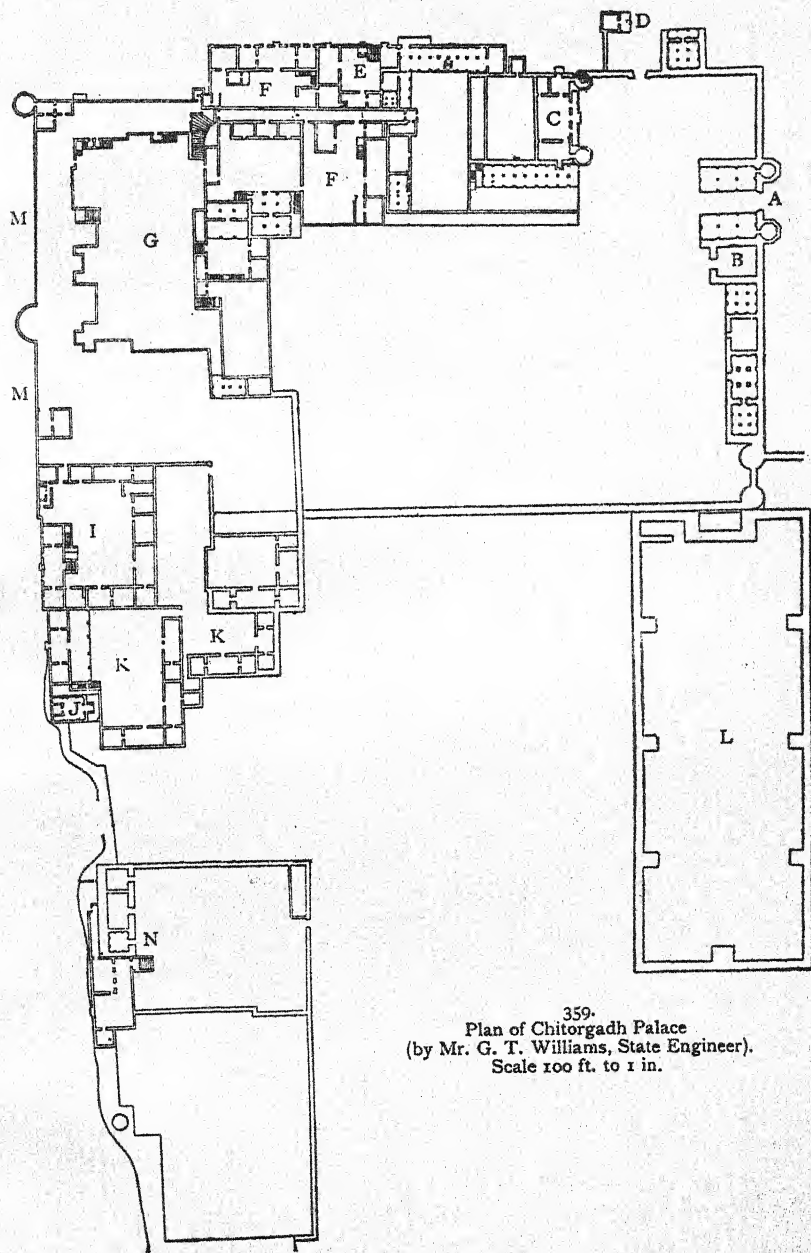 D
E
F
C
F
A
M
G
B
M
I
K
K
J
L
N
359.
Plan of Chitorgadh Palace
(by Mr. G. T. Williams, State Engineer).
Scale 100 ft. to 1 in.